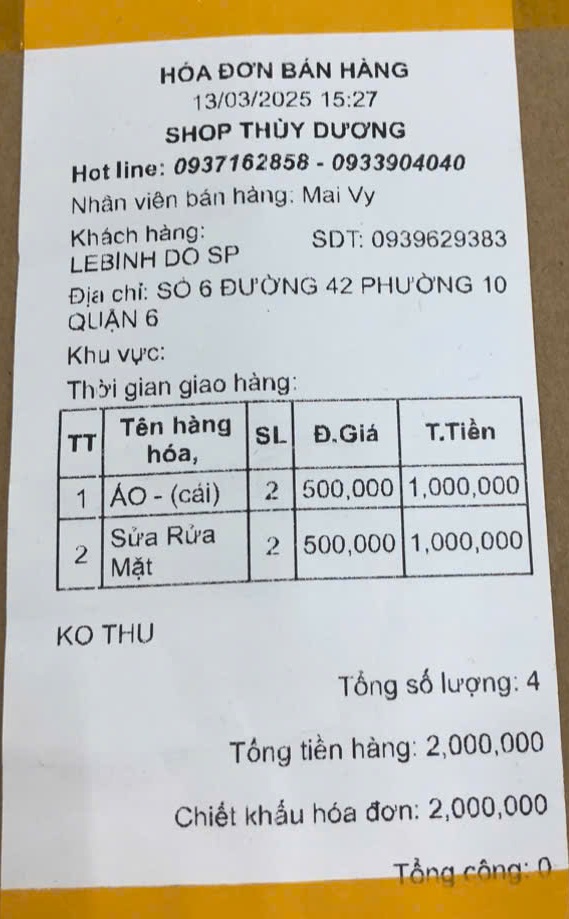 HÓA ĐƠN BÁN HÀNG
13/03/2025 15:27
SHOP THÙY DƯƠNG
Hot line: 0937162858 - 0933904040
Nhân viên bán hàng: Mai Vy
Khách hàng: SDT: 0939629383
LEBINH DO SP
Địa chỉ: SỐ 6 ĐƯỜNG 42 PHƯỜNG 10
QUẬN 6
Khu vực:
Thời gian giao hàng:
TT Tên hàng hóa, SL Đ.Giá T.Tiền
1 ÁO - (cái) 2 500,000 1,000,000
2 Sữa Rửa Mặt 2 500,000 1,000,000
KO THU
Tổng số lượng: 4
Tổng tiền hàng: 2,000,000
Chiết khấu hóa đơn: 2,000,000
Tổng cộng: 0